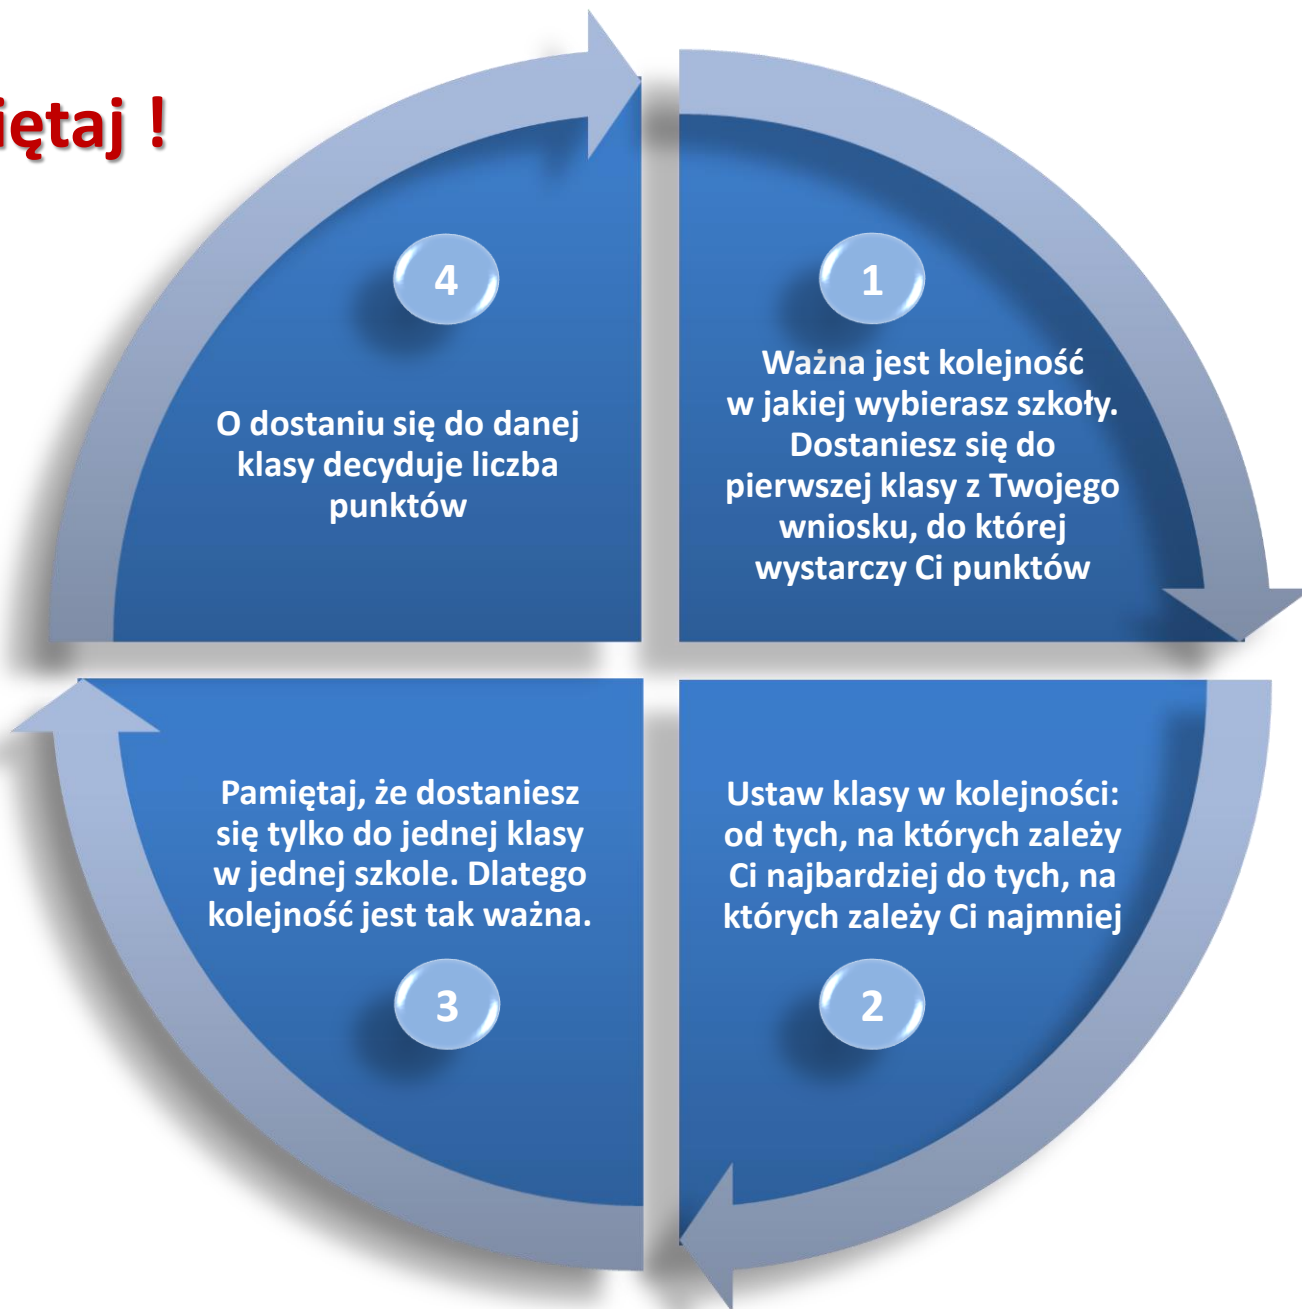 iętaj !
1
Ważna jest kolejność
w jakiej wybierasz szkoły.
Dostaniesz się do
pierwszej klasy z Twojego
wniosku, do której
wystarczy Ci punktów
Ustaw klasy w kolejności:
od tych, na których zależy
Ci najbardziej do tych, na
których zależy Ci najmniej
2
Pamiętaj, że dostaniesz
się tylko do jednej klasy
w jednej szkole. Dlatego
kolejność jest tak ważna.
3
4
O dostaniu się do danej
klasy decyduje liczba
punktów